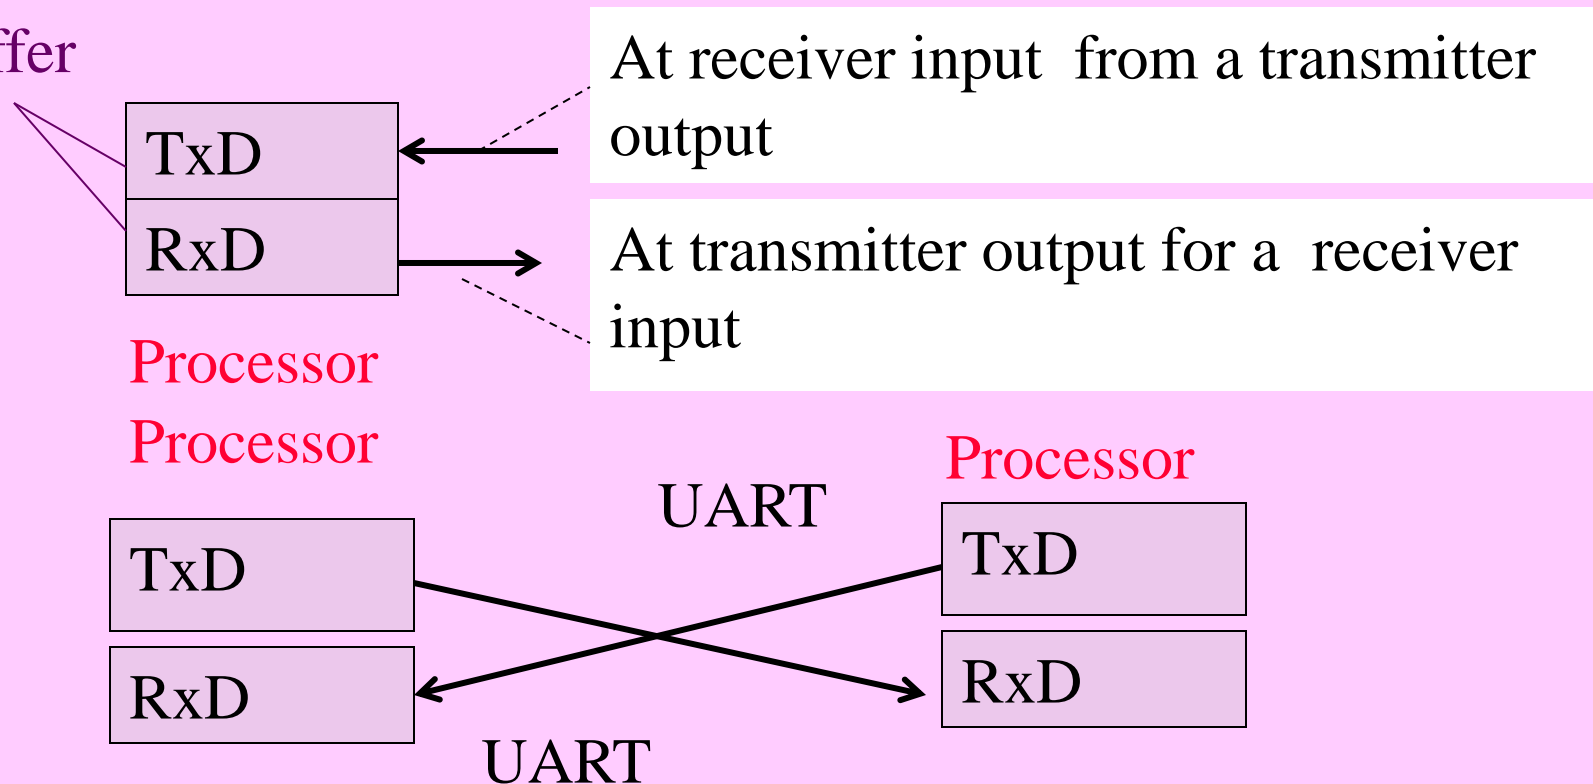 ffer
At receiver input from a transmitter
output
TxD
RxD
At transmitter output for a receiver
input
Processor
Processor
Processor
UART
TxD
TxD
RxD
RxD
UART